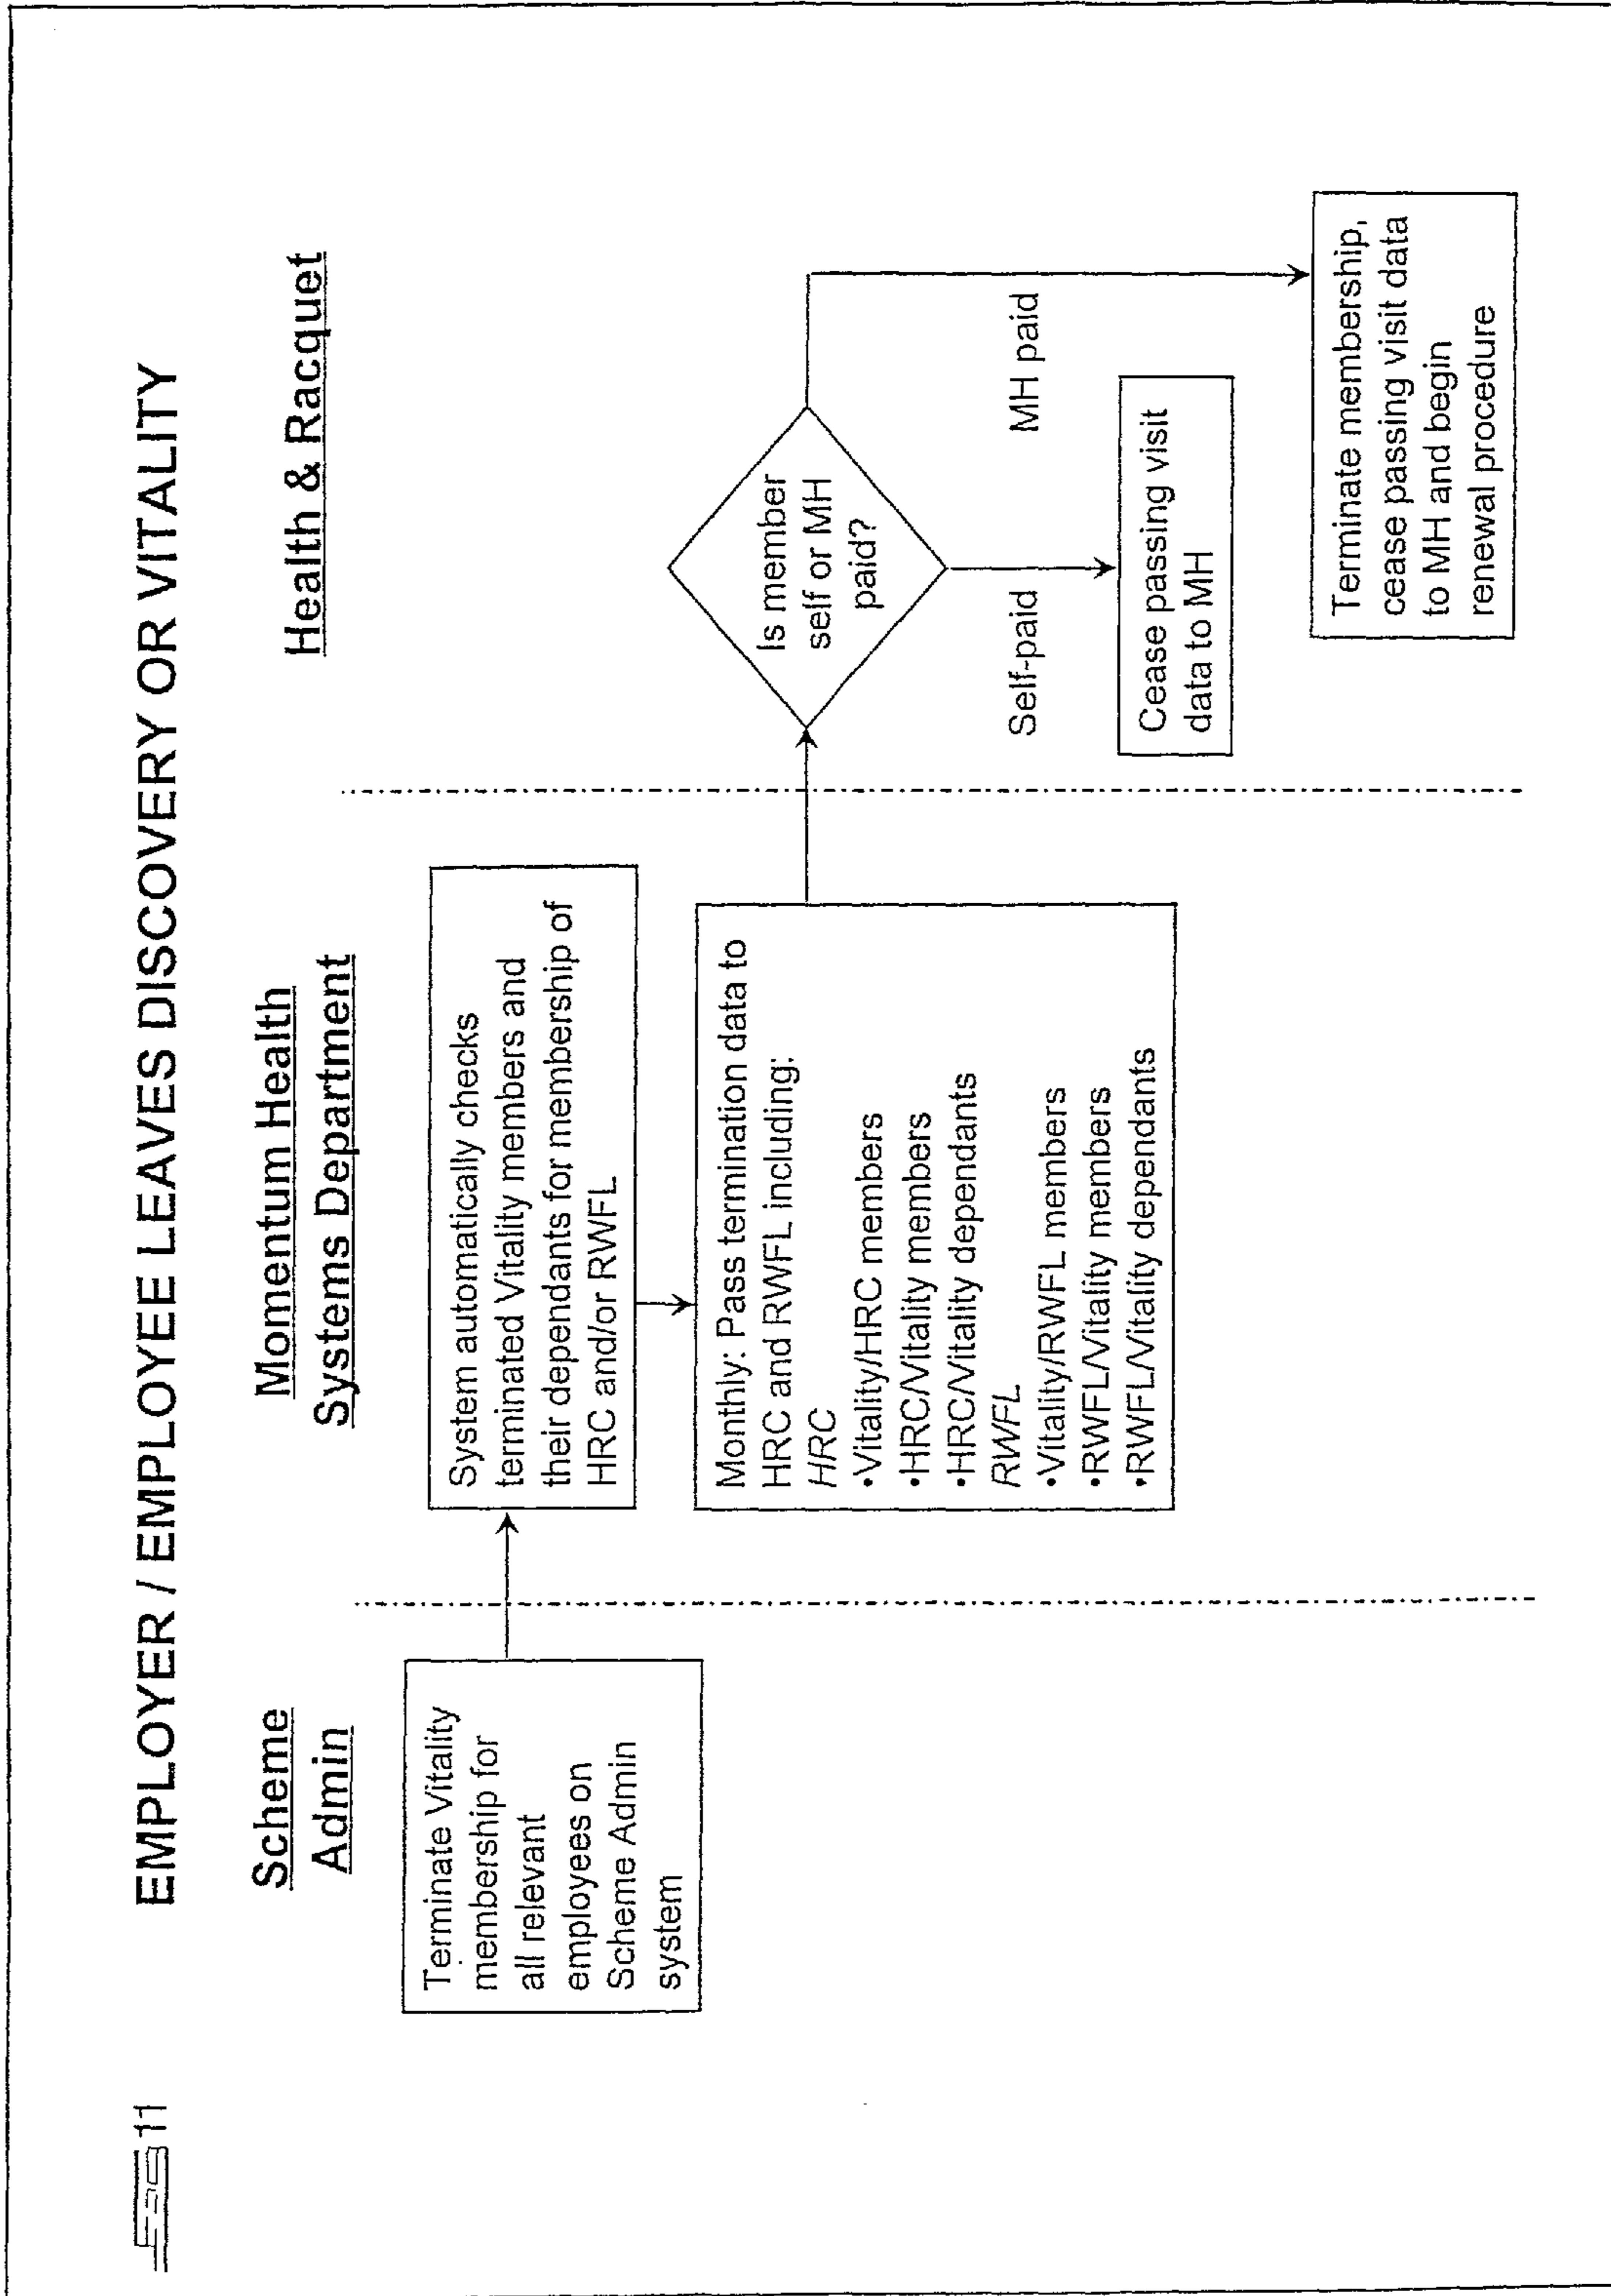 11
EMPLOYER / EMPLOYEE LEAVES DISCOVERY OR VITALITY
Scheme
Admin
Terminate Vitality
membership for
all relevant
employees on
Scheme Admin
system
Momentum Health
Systems Department
System automatically checks
terminated Vitality members and
their dependants for membership of
HRC and/or RWFL
Monthly: Pass termination data to
HRC and RWFL including:
HRC
•Vitality/HRC members
•HRC/Vitality members
•HRC/Vitality dependants
RWFL
•Vitality/RWFL members
•RWFL/Vitality members
•RWFL/Vitality dependants
Health & Racquet
Is member
self or MH
paid?
Self-paid
MH paid
Cease passing visit
data to MH
Terminate membership,
cease passing visit data
to MH and begin
renewal procedure